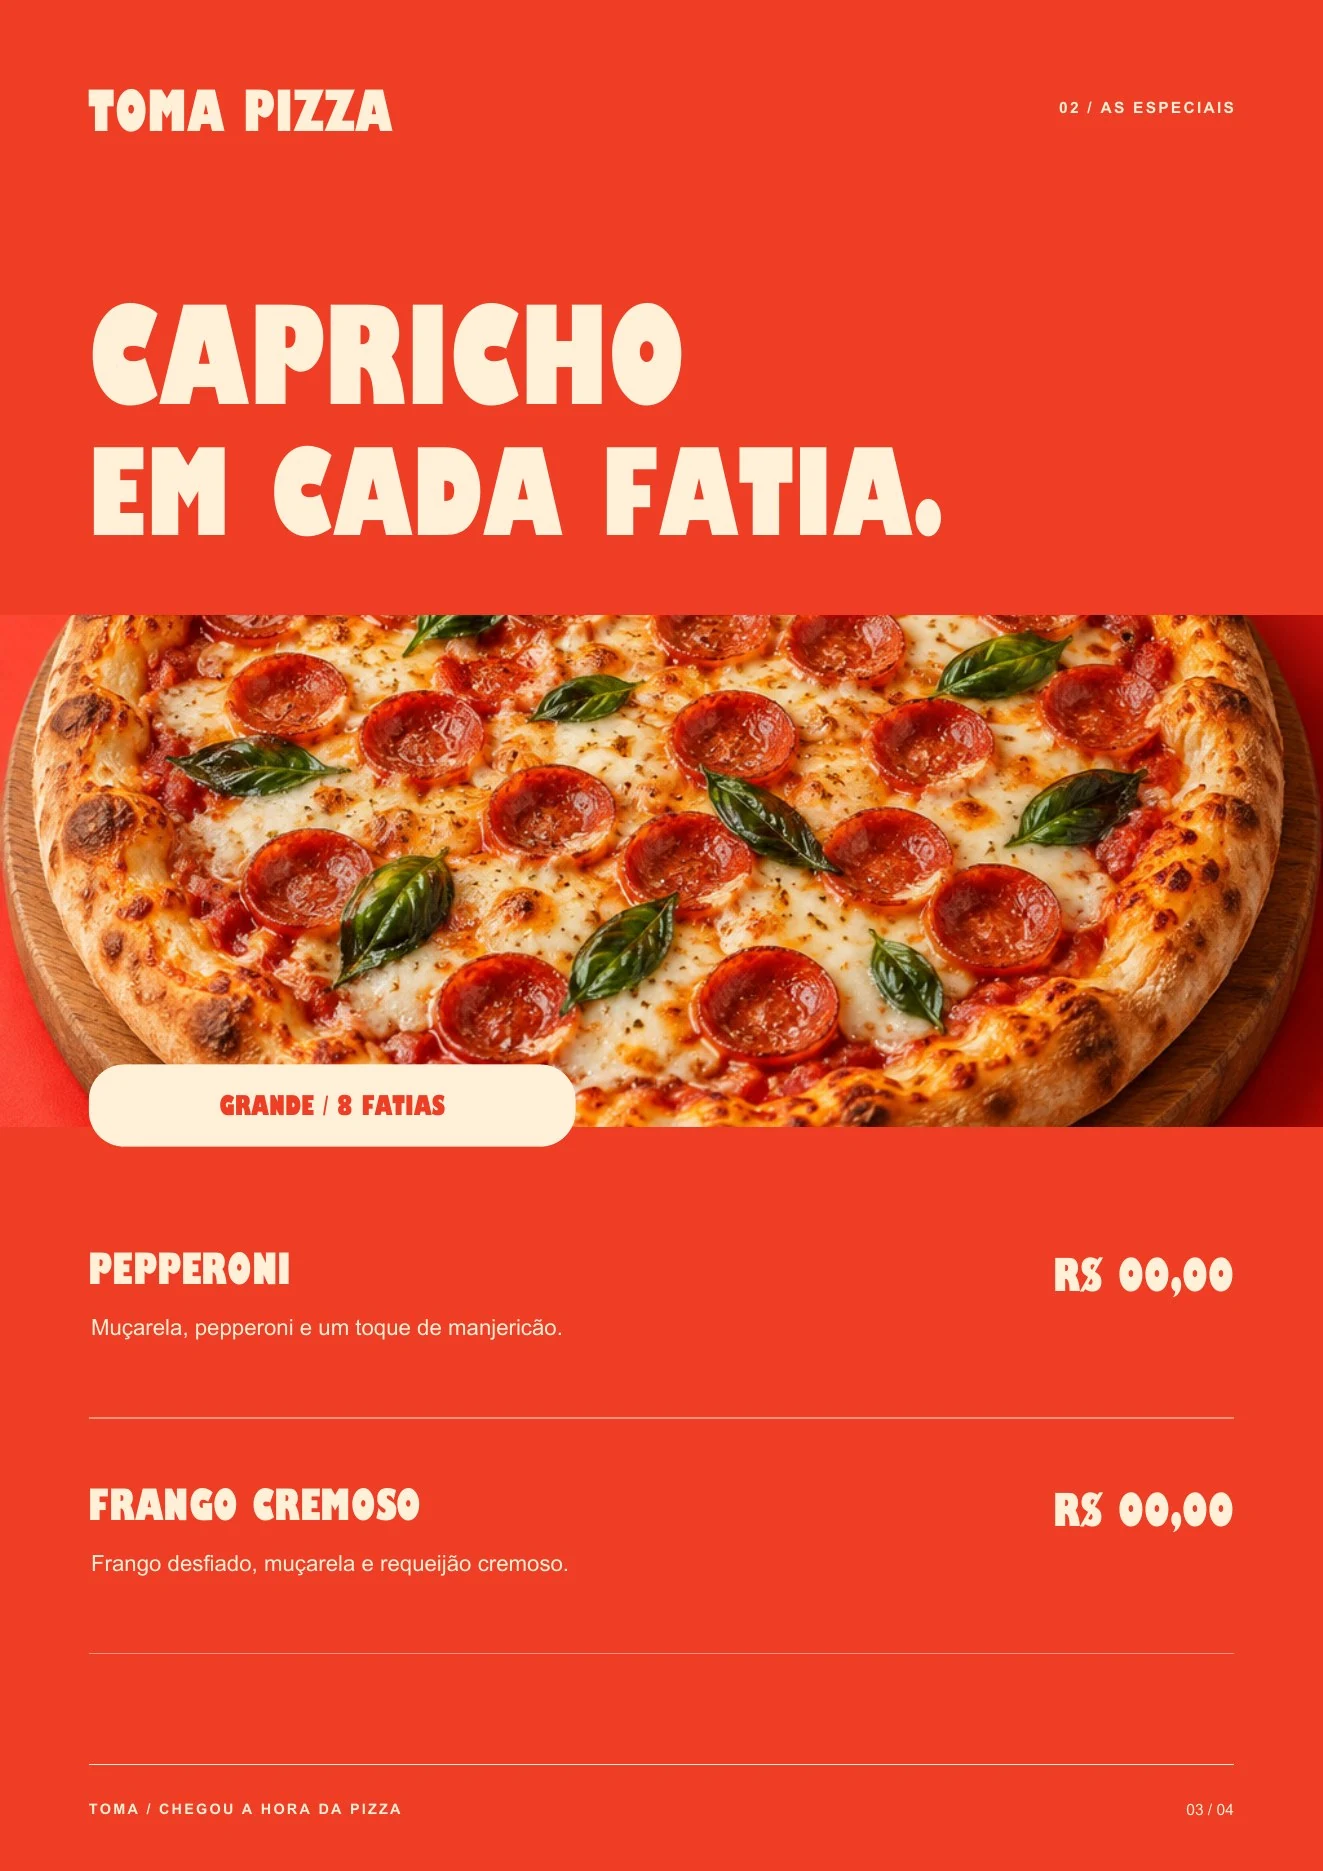 TOMA PIZZA
02 / AS ESPECIAIS
CAPRICHO
EM CADA FATIA.
GRANDE / 8 FATIAS
PEPPERONI
R$ 00,00
Muçarela, pepperoni e um toque de manjericão.
FRANGO CREMOSO
R$ 00,00
Frango desfiado, muçarela e requeijão cremoso.
TOMA / CHEGOU A HORA DA PIZZA
03 / 04